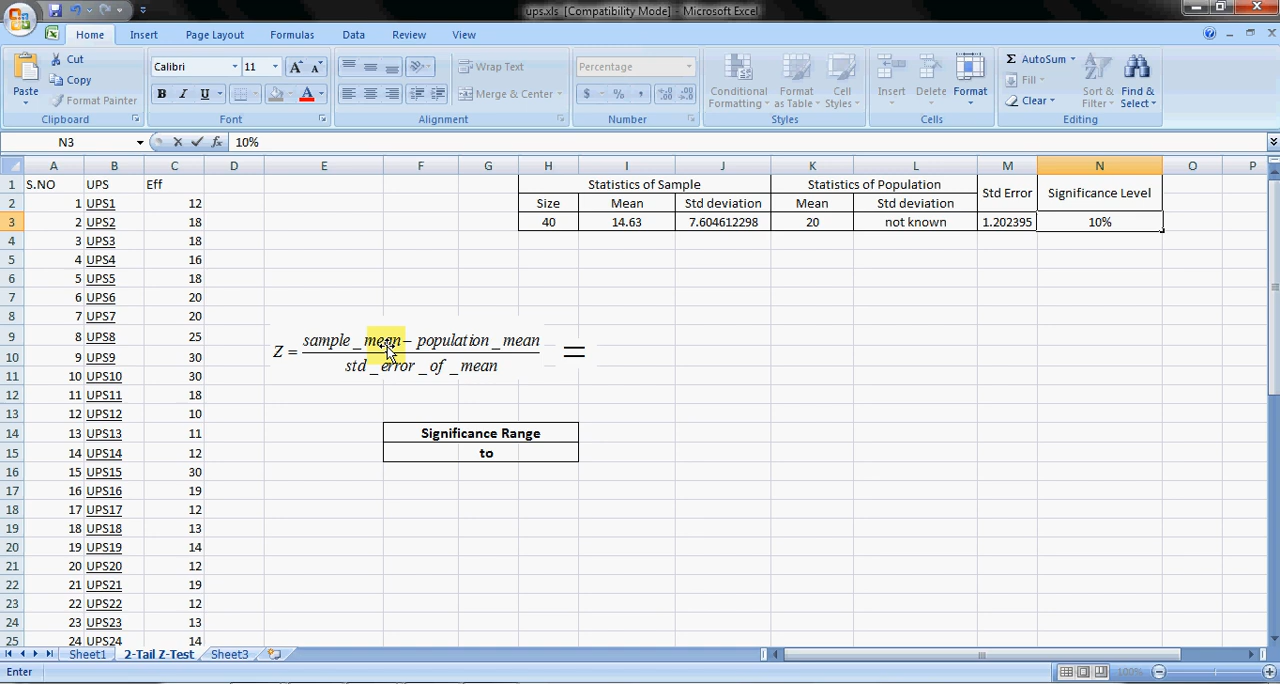 ups.xls [Compatibility Mode] - Microsoft Excel
Home Insert Page Layout Formulas Data Review View
Cut Calibri 11 Wrap Text Percentage AutoSum
Paste Copy Conditional Format Cell Insert Delete Format Fill Sort & Find &
Format Painter B I U Merge & Center $ % , Formatting as Table Styles Clear Filter Select
Clipboard Font Alignment Number Styles Cells Editing
N3 fx 10%
A B C D E F G H I J K L M N O P
1 S.NO UPS Eff Statistics of Sample Statistics of Population Std Error Significance Level
2 1 UPS1 12 Size Mean Std deviation Mean Std deviation
3 2 UPS2 18 40 14.63 7.604612298 20 not known 1.202395 10%
4 3 UPS3 18
5 4 UPS4 16
6 5 UPS5 18
7 6 UPS6 20
8 7 UPS7 20
9 8 UPS8 25 sample_mean − population_mean
10 9 UPS9 30 Z = =
11 10 UPS10 30 std_error_of_mean
12 11 UPS11 18
13 12 UPS12 10
14 13 UPS13 11 Significance Range
15 14 UPS14 12 to
16 15 UPS15 30
17 16 UPS16 19
18 17 UPS17 12
19 18 UPS18 13
20 19 UPS19 14
21 20 UPS20 12
22 21 UPS21 19
23 22 UPS22 12
24 23 UPS23 13
25 24 UPS24 14
Sheet1 2-Tail Z-Test Sheet3
Enter 100%